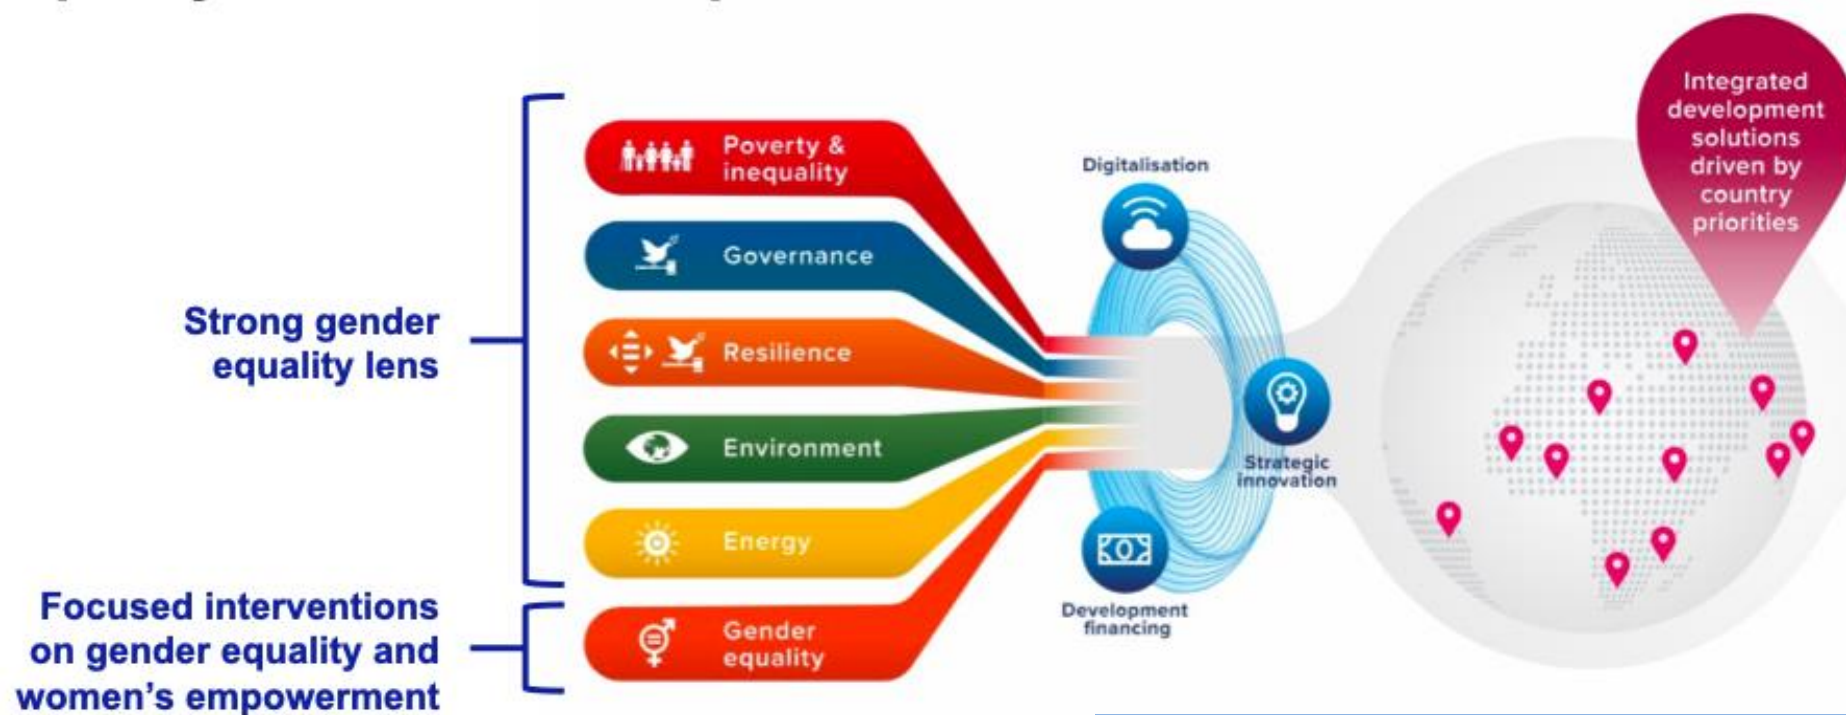 Strong gender
equality lens
Focused interventions
on gender equality and
women’s empowerment
Poverty &
inequality
Governance
Resilience
Environment
Energy
Gender
equality
Digitalisation
Strategic
innovation
Development
financing
Integrated
development
solutions
driven by
country
priorities